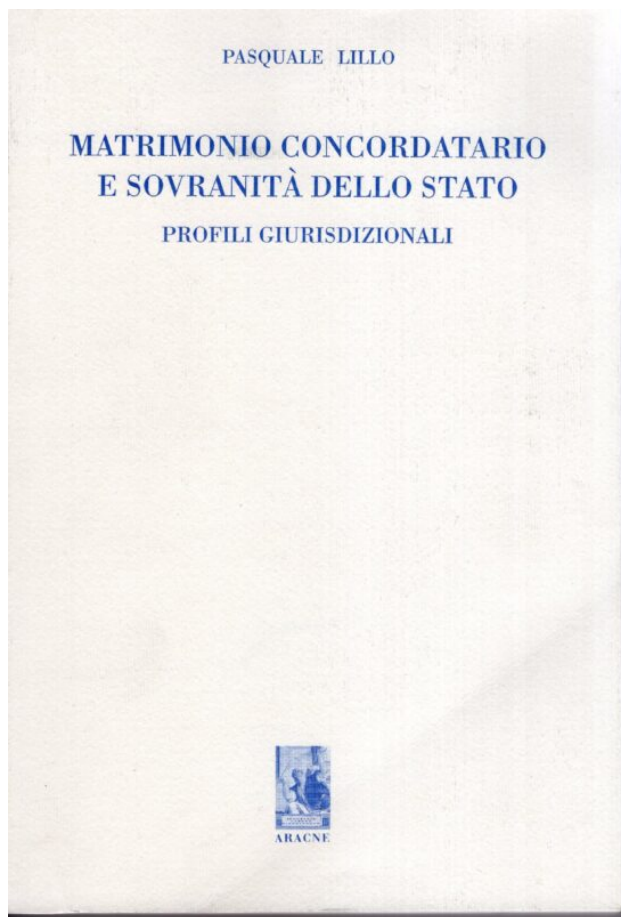 PASQUALE LILLO
MATRIMONIO CONCORDATARIO
E SOVRANITÀ DELLO STATO
PROFILI GIURISDIZIONALI
ARACNE